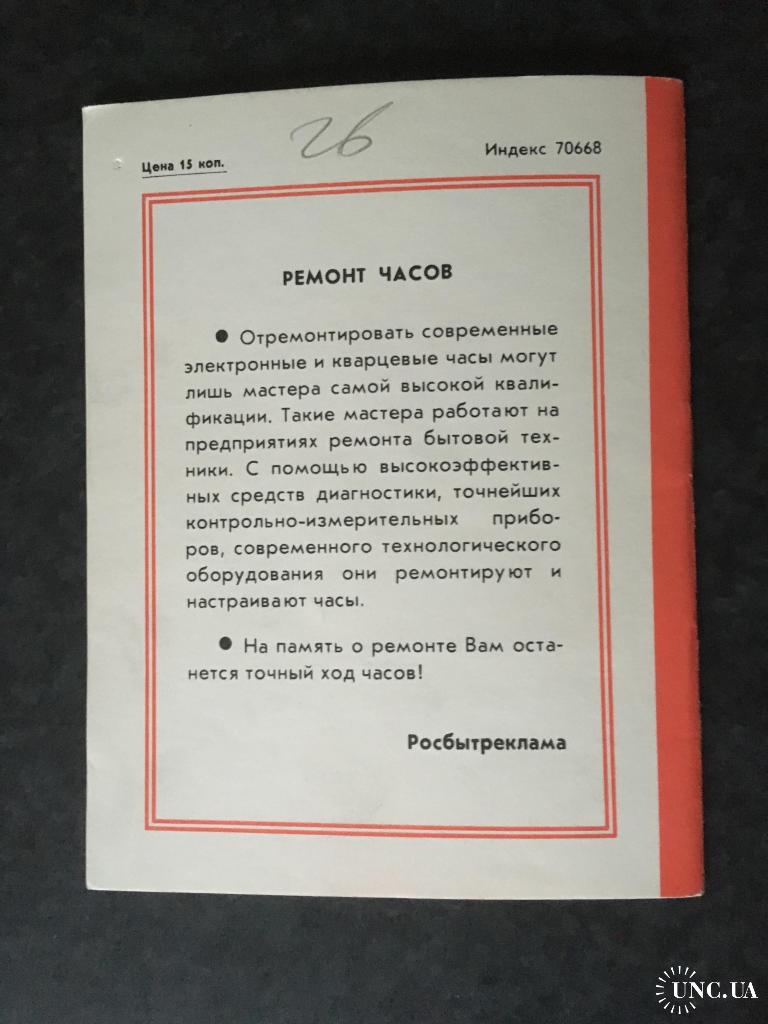 26
Цена 15 коп.
Индекс 70668
РЕМОНТ ЧАСОВ
● Отремонтировать современные
электронные и кварцевые часы могут
лишь мастера самой высокой квали-
фикации. Такие мастера работают на
предприятиях ремонта бытовой тех-
ники. С помощью высокоэффектив-
ных средств диагностики, точнейших
контрольно-измерительных прибо-
ров, современного технологического
оборудования они ремонтируют и
настраивают часы.
● На память о ремонте Вам оста-
нется точный ход часов!
Росбытреклама
UNC.UA